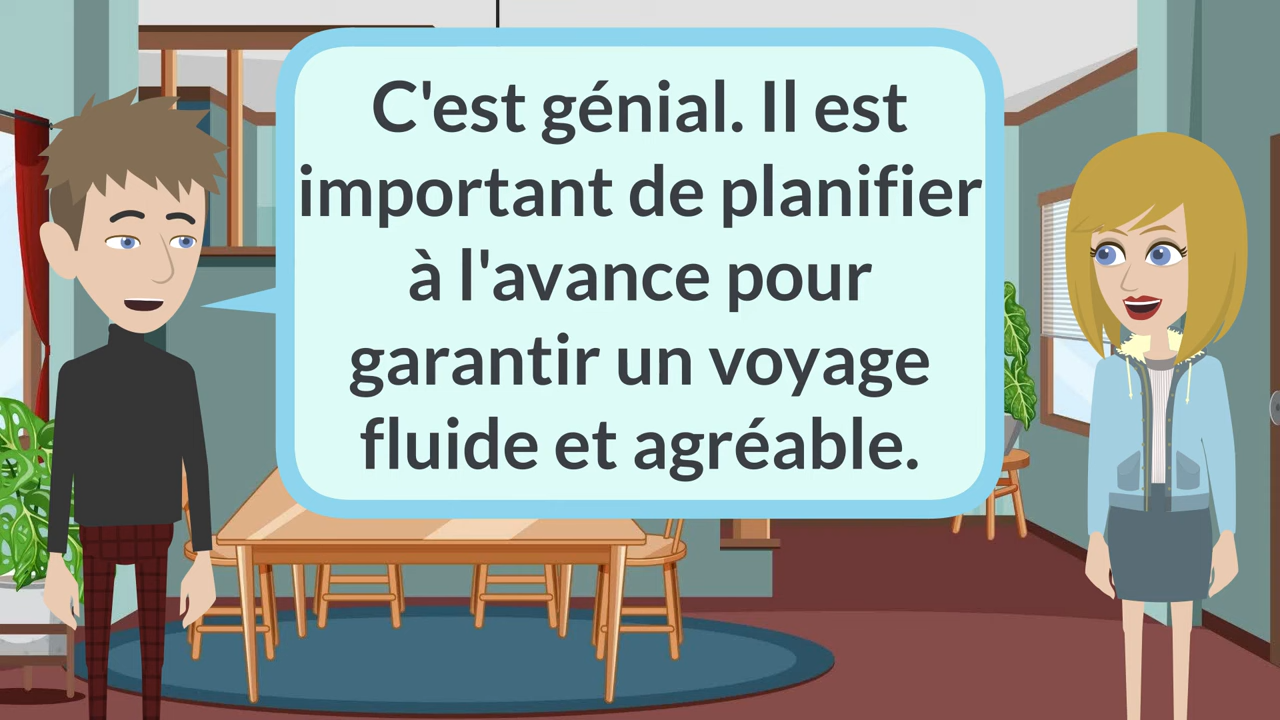 C'est génial. Il est
important de planifier
à l'avance pour
garantir un voyage
fluide et agréable.